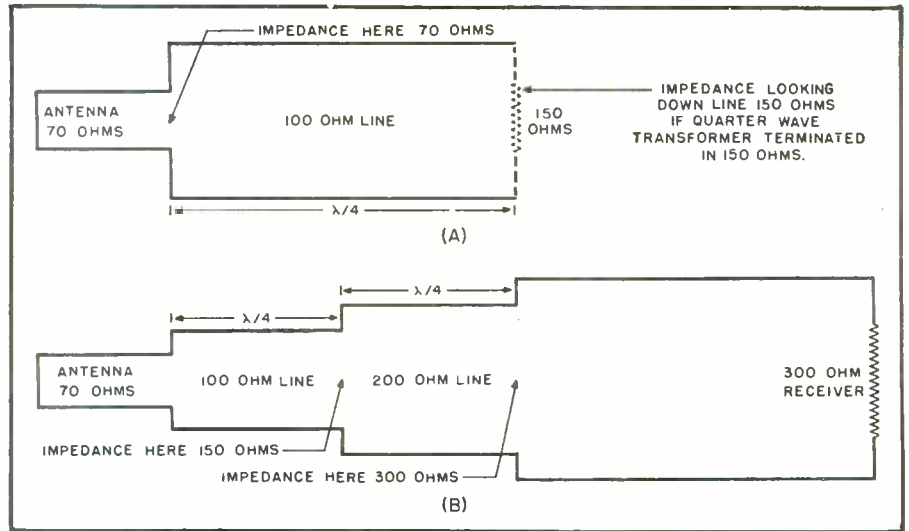 IMPEDANCE HERE 70 OHMS
ANTENNA
70 OHMS
100 OHM LINE
150
OHMS
IMPEDANCE LOOKING
DOWN LINE 150 OHMS
IF QUARTER WAVE
TRANSFORMER TERMINATED
IN 150 OHMS.
λ/4
(A)
λ/4
λ/4
ANTENNA
70 OHMS
100 OHM LINE
200 OHM LINE
300 OHM
RECEIVER
IMPEDANCE HERE 150 OHMS
IMPEDANCE HERE 300 OHMS
(B)